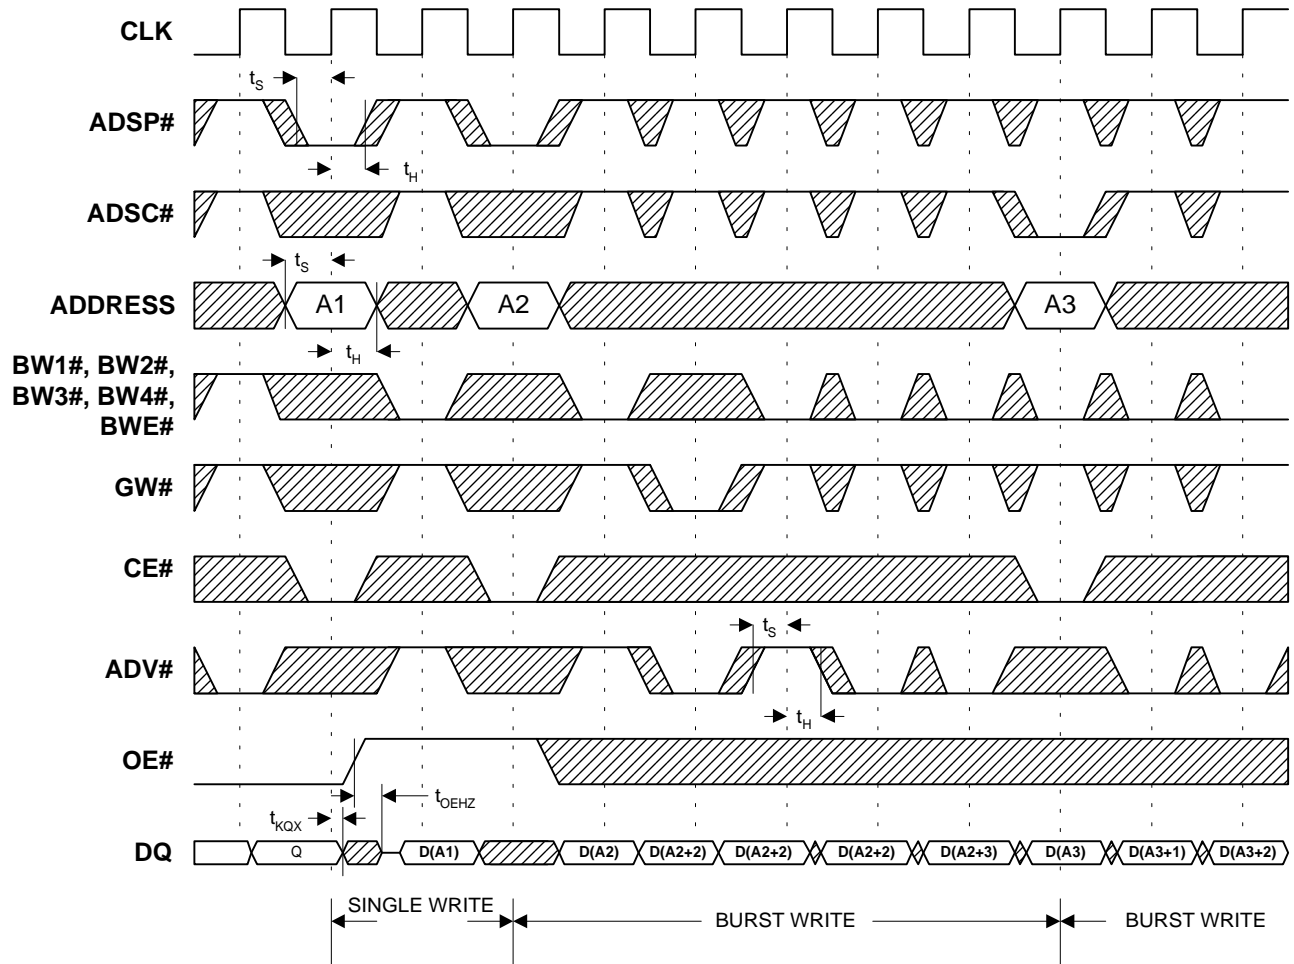 CLK
tS
ADSP#
tH
ADSC#
tS
ADDRESS A1 A2 A3
tH
BW1#, BW2#,
BW3#, BW4#,
BWE#
GW#
CE#
tS
ADV#
tH
OE#
tOEHZ
tKQX
DQ Q D(A1) D(A2) D(A2+2) D(A2+2) D(A2+2) D(A2+3) D(A3) D(A3+1) D(A3+2)
SINGLE WRITE BURST WRITE BURST WRITE